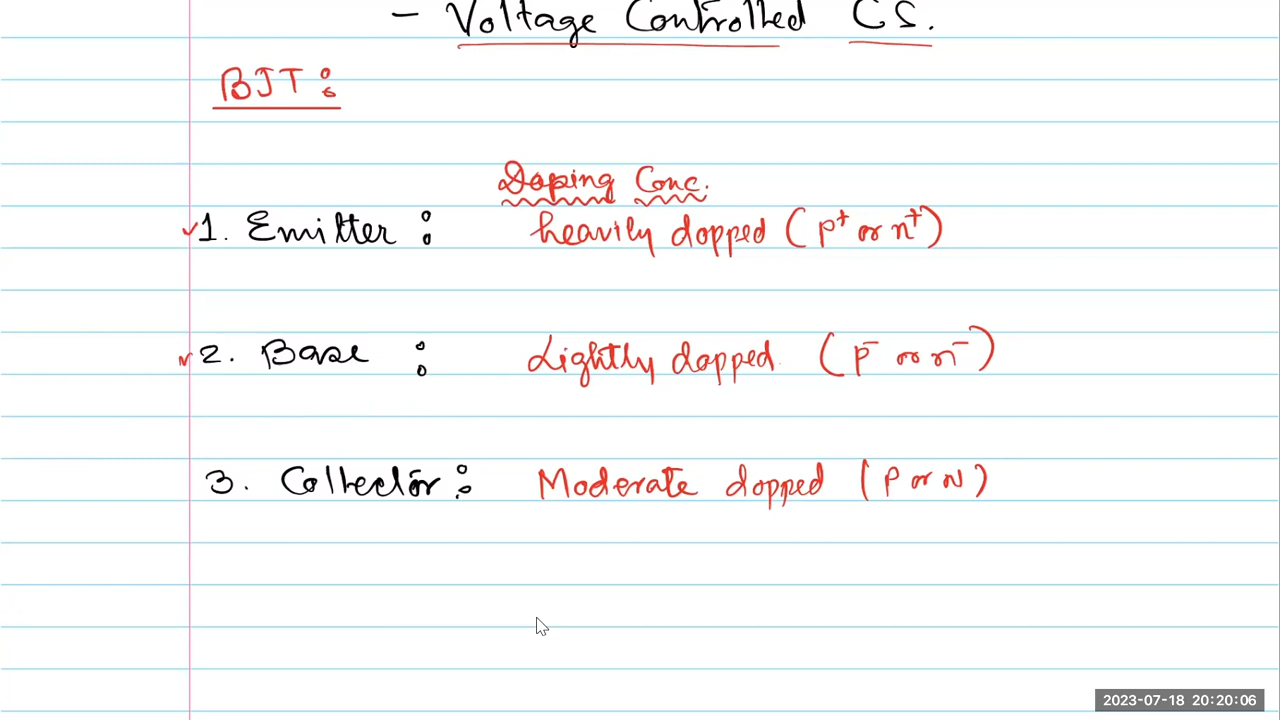 - Voltage Controlled CS.
BJT :
Doping Conc.
1. Emitter : heavily dopped (p+ or n+)
2. Base : Lightly dopped. (p- or n-)
3. Collector : Moderate dopped (P or N)
2023-07-18 20:20:06